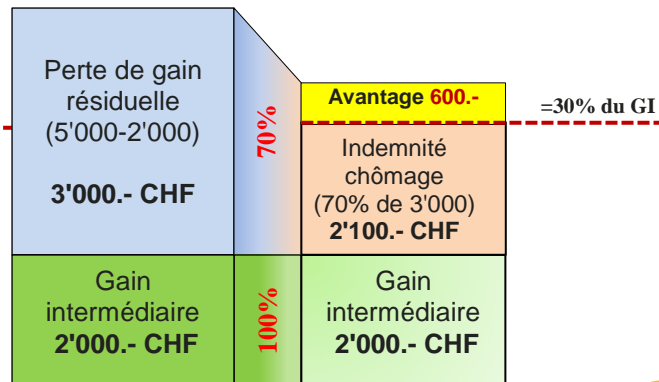 Perte de gain
résiduelle
(5'000-2'000)
3'000.- CHF
70%
Avantage 600.-
=30% du GI
Indemnité
chômage
(70% de 3'000)
2'100.- CHF
Gain
intermédiaire
2'000.- CHF
100%
Gain
intermédiaire
2'000.- CHF